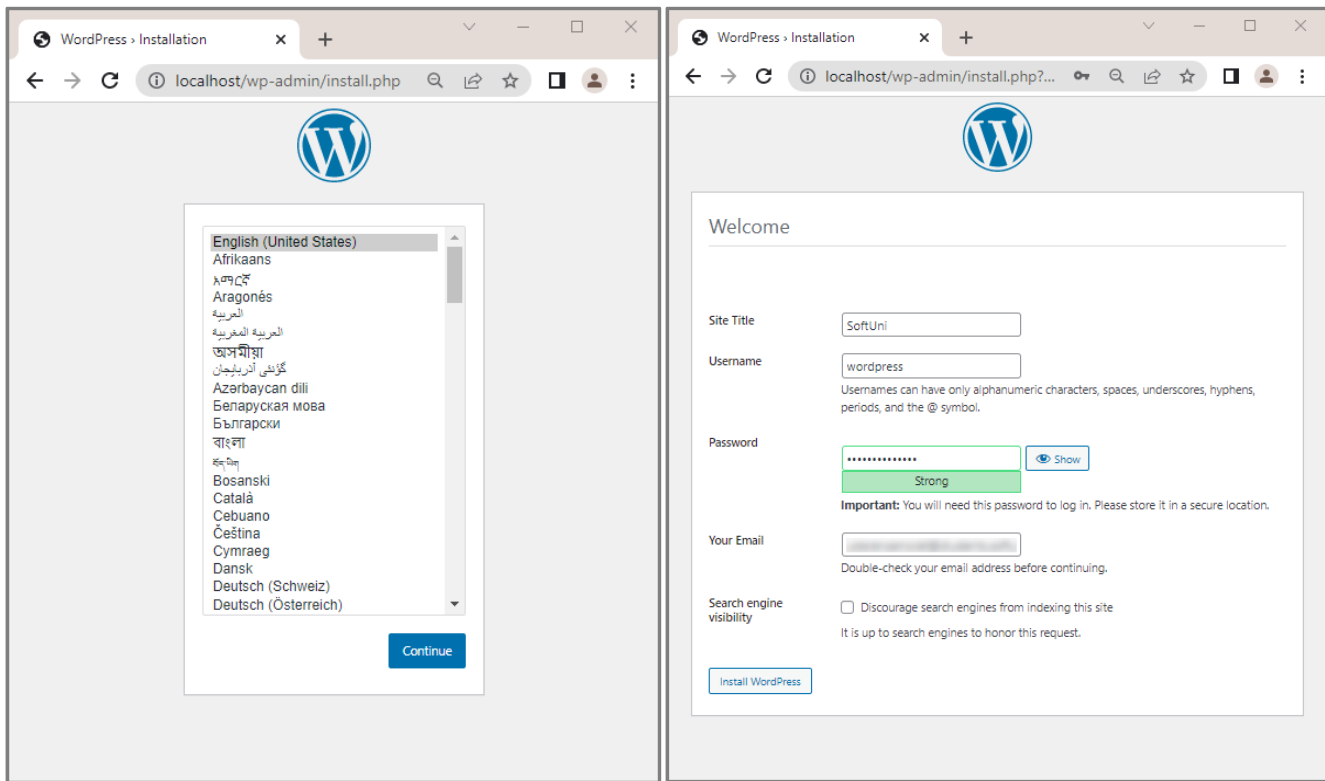 WordPress › Installation
localhost/wp-admin/install.php
English (United States)
Afrikaans
አማርኛ
Aragonés
العربية
العربية المغربية
অসমীয়া
گؤنئی آذربایجان
Azərbaycan dili
Беларуская мова
Български
বাংলা
བོད་ཡིག
Bosanski
Català
Cebuano
Čeština
Cymraeg
Dansk
Deutsch (Schweiz)
Deutsch (Österreich)
Continue
WordPress › Installation
localhost/wp-admin/install.php?...
Welcome
Site Title
SoftUni
Username
wordpress
Usernames can have only alphanumeric characters, spaces, underscores, hyphens,
periods, and the @ symbol.
Password
••••••••••••••
Show
Strong
Important: You will need this password to log in. Please store it in a secure location.
Your Email
Double-check your email address before continuing.
Search engine
visibility
Discourage search engines from indexing this site
It is up to search engines to honor this request.
Install WordPress